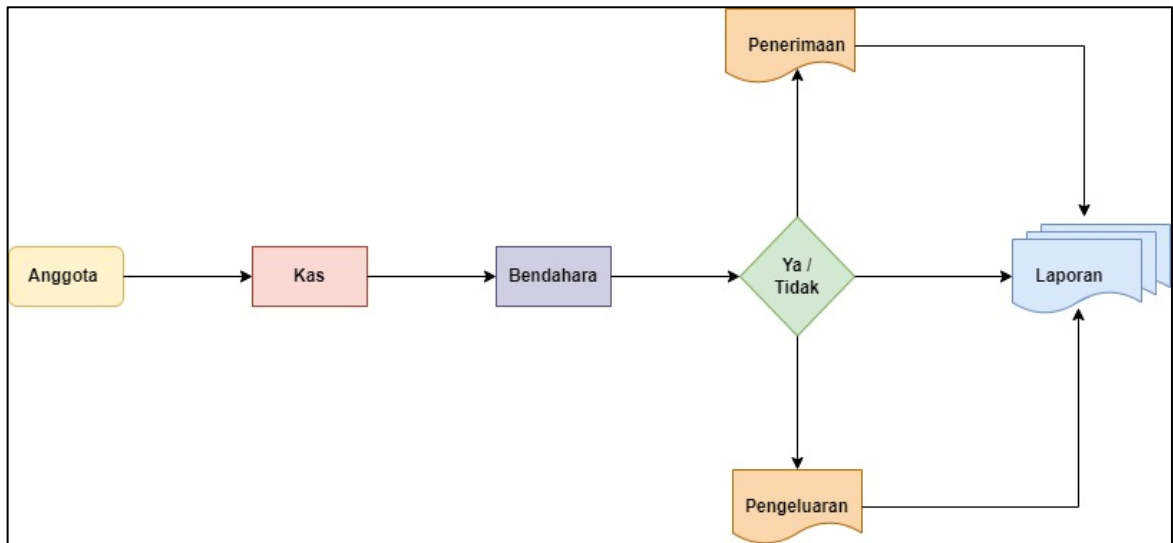 Penerimaan
Anggota
Kas
Bendahara
Ya /
Tidak
Laporan
Pengeluaran